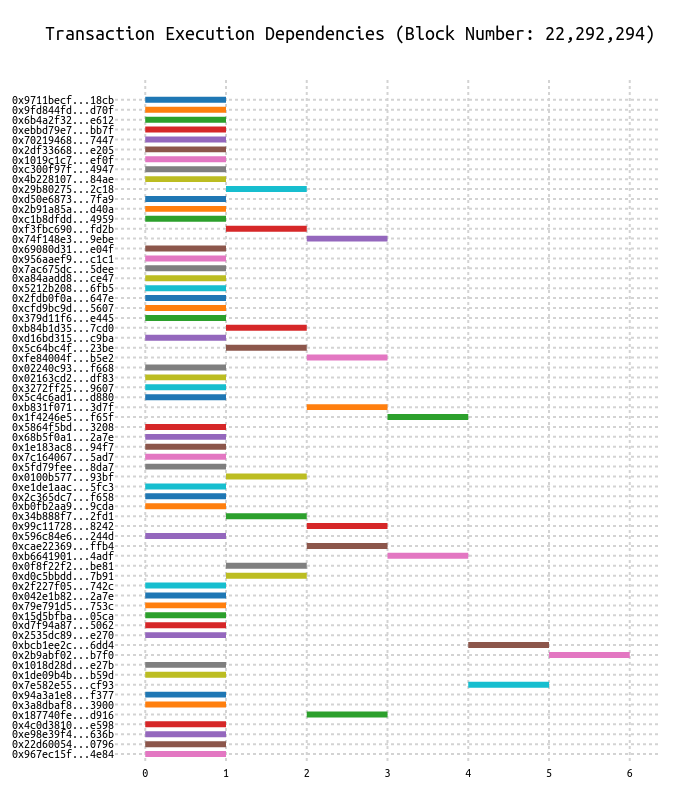 Transaction Execution Dependencies (Block Number: 22,292,294)
0x9711becf...18cb
0x9fd844fd...d70f
0x6b4a2f32...e612
0xebbd79e7...bb7f
0x70219468...7447
0x2df33668...e205
0x1019c1c7...ef0f
0xc300f97f...4947
0x4b228107...84ae
0x29b80275...2c18
0xd50e6873...7fa9
0x2b91a85a...d40a
0xc1b8dfdd...4959
0xf3fbc690...fd2b
0x74f148e3...9ebe
0x69080d31...e04f
0x956aaef9...c1c1
0x7ac675dc...5dee
0xa84aadd8...ce47
0x5212b208...6fb5
0x2fdb0f0a...647e
0xcfd9bc9d...5607
0x379d11f6...e445
0xb84b1d35...7cd0
0xd16bd315...c9ba
0x5c64bc4f...23be
0xfe84004f...b5e2
0x02240c93...f668
0x02163cd2...df83
0x3272ff25...9607
0x5c4c6ad1...d880
0xb831f071...3d7f
0x1f4246e5...f65f
0x5864f5bd...3208
0x68b5f0a1...2a7e
0x1e183ac8...94f7
0x7c164067...5ad7
0x5fd79fee...8da7
0x0100b577...93bf
0xe1de1aac...5fc3
0x2c365dc7...f658
0xb0fb2aa9...9cda
0x34b888f7...2fd1
0x99c11728...8242
0x596c84e6...244d
0xcae22369...ffb4
0xb6641901...4adf
0x0f8f22f2...be81
0xd0c5bbdd...7b91
0x2f227f05...742c
0x042e1b82...2a7e
0x79e791d5...753c
0x15d5bfba...05ca
0xd7f94a87...5062
0x2535dc89...e270
0xbcb1ee2c...6dd4
0x2b9abf02...b7f0
0x1018d28d...e27b
0x1de09b4b...b59d
0x7e582e55...cf93
0x94a3a1e8...f377
0x3a8dbaf8...3900
0x187740fe...d916
0x4c0d3810...e598
0xe98e39f4...636b
0x22d60054...0796
0x967ec15f...4e84
0 1 2 3 4 5 6